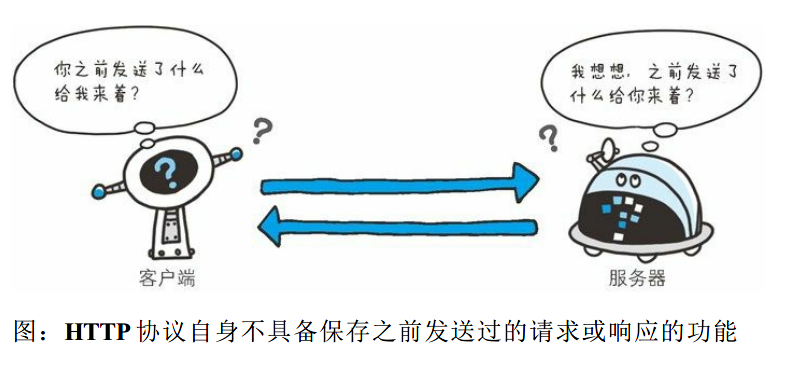 你之前发送了什么
给我来着?
我想想,之前发送了
什么给你来着?
?
?
?
客户端
服务器
图:HTTP 协议自身不具备保存之前发送过的请求或响应的功能